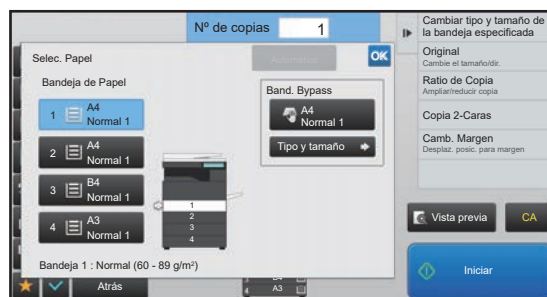 Nº de copias 1
Selec. Papel
Automático
OK
Bandeja de Papel
1 A4
Normal 1
2 A4
Normal 1
3 B4
Normal 1
4 A3
Normal 1
1
2
3
4
Band. Bypass
A4
Normal 1
Tipo y tamaño
Bandeja 1 : Normal (60 - 89 g/m²)
Atrás
4 A3
Cambiar tipo y tamaño de
la bandeja especificada
Original
Cambie el tamaño/dir.
Ratio de Copia
Ampliar/reducir copia
Copia 2-Caras
Camb. Margen
Desplaz. posic. para margen
Vista previa
CA
Iniciar